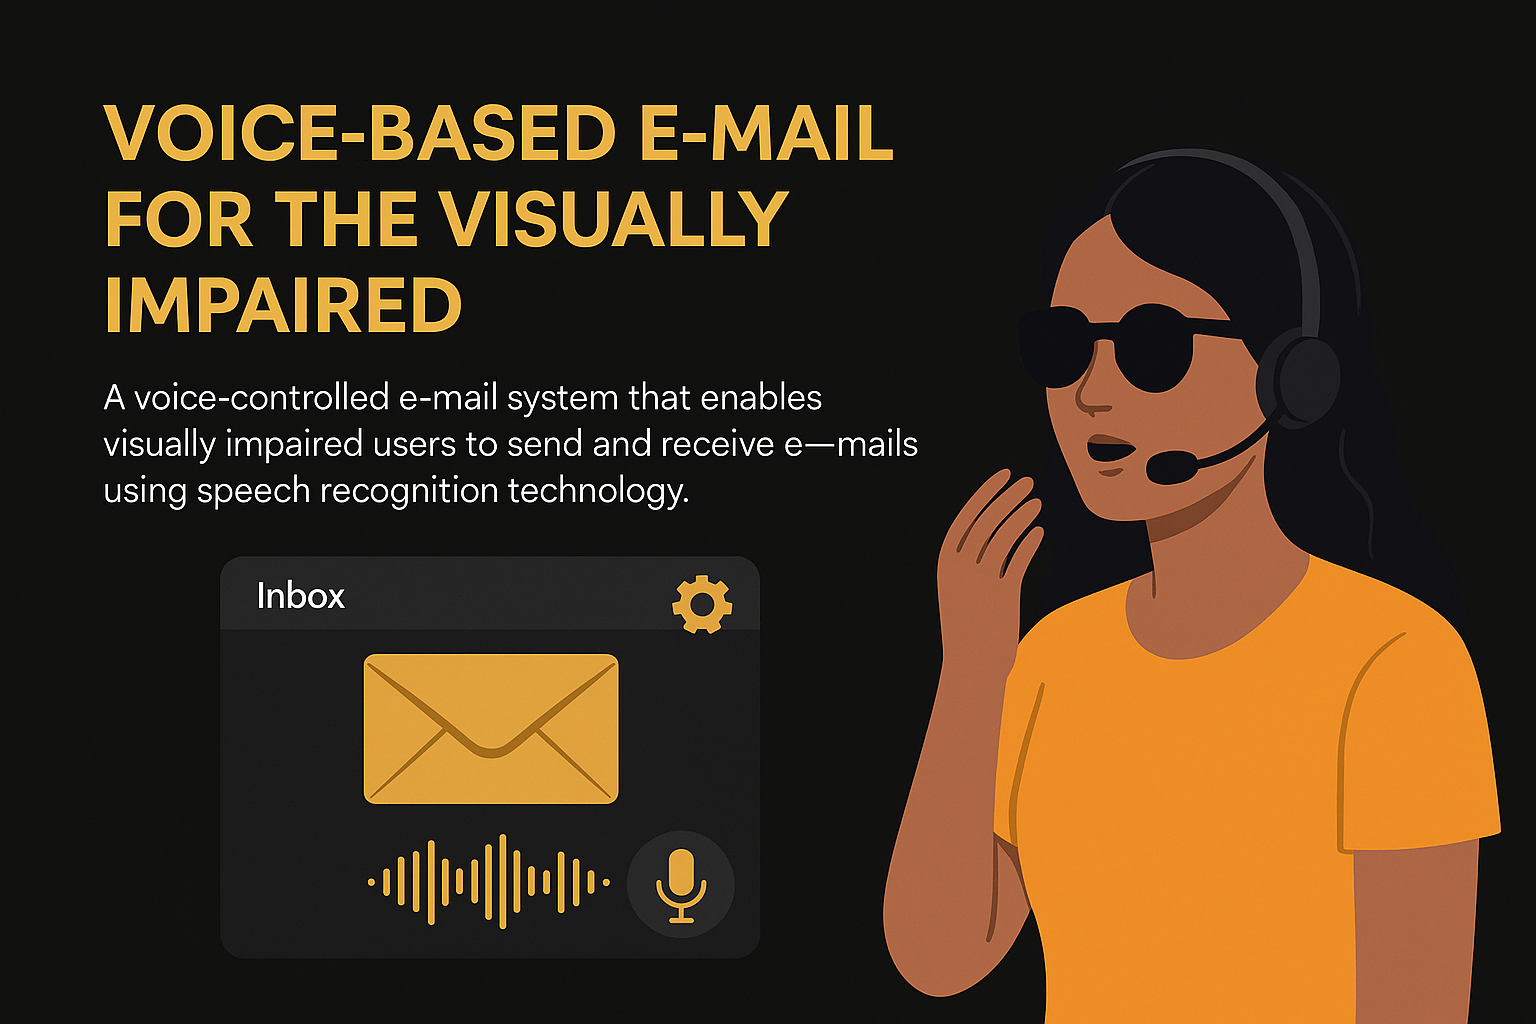 VOICE-BASED E-MAIL
FOR THE VISUALLY
IMPAIRED
A voice-controlled e-mail system that enables
visually impaired users to send and receive e—mails
using speech recognition technology.
Inbox